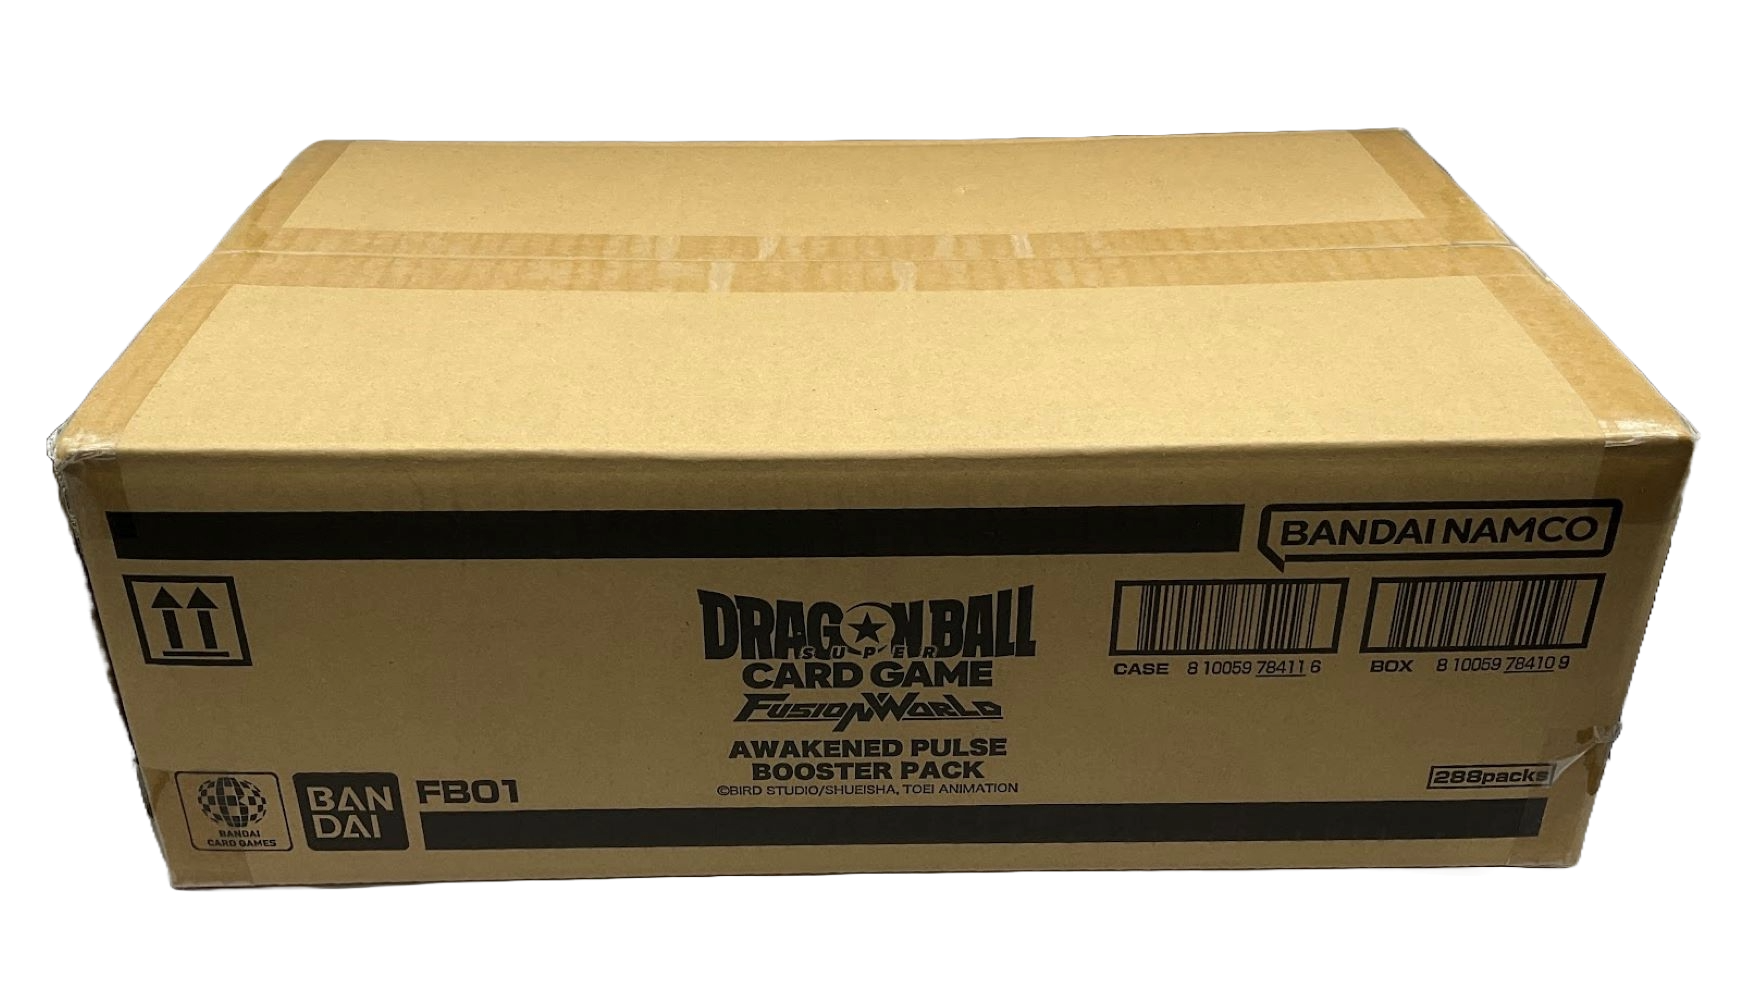 BANDAI NAMCO
DRAGON BALL
SUPER
CARD GAME
FUSION WORLD
AWAKENED PULSE
BOOSTER PACK
©BIRD STUDIO/SHUEISHA, TOEI ANIMATION
CASE 8 10059 78411 6
BOX 8 10059 78410 9
288packs
BANDAI
CARD GAMES
BAN
DAI
FB01